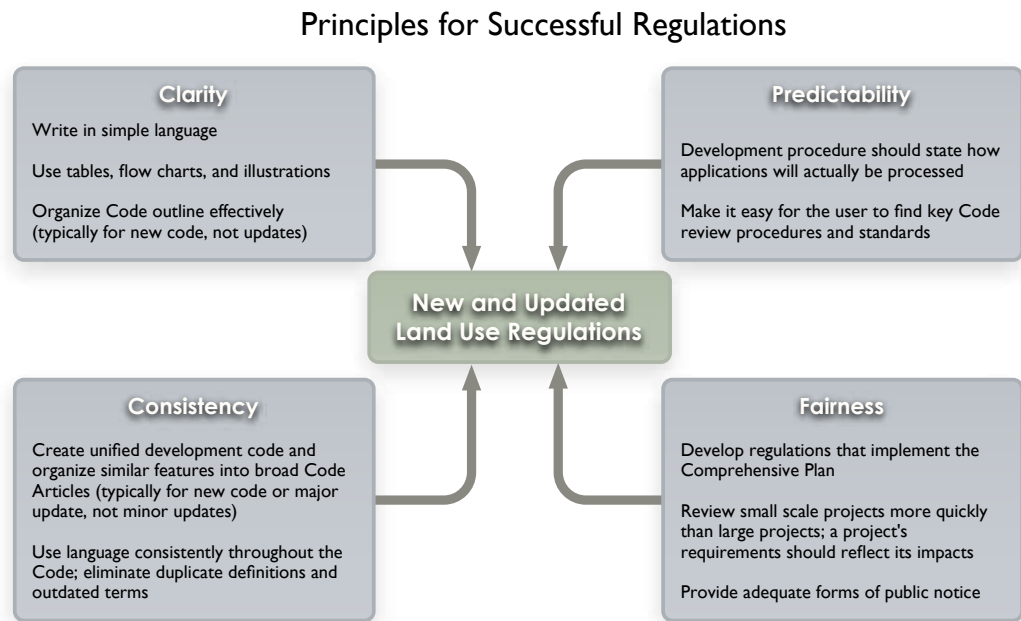 Principles for Successful Regulations
Clarity
Write in simple language
Use tables, flow charts, and illustrations
Organize Code outline effectively
(typically for new code, not updates)
Predictability
Development procedure should state how
applications will actually be processed
Make it easy for the user to find key Code
review procedures and standards
New and Updated
Land Use Regulations
Consistency
Create unified development code and
organize similar features into broad Code
Articles (typically for new code or major
update, not minor updates)
Use language consistently throughout the
Code; eliminate duplicate definitions and
outdated terms
Fairness
Develop regulations that implement the
Comprehensive Plan
Review small scale projects more quickly
than large projects; a project's
requirements should reflect its impacts
Provide adequate forms of public notice